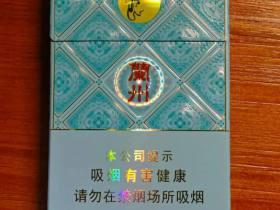 蘭州
本公司提示
吸烟有害健康
请勿在禁烟场所吸烟